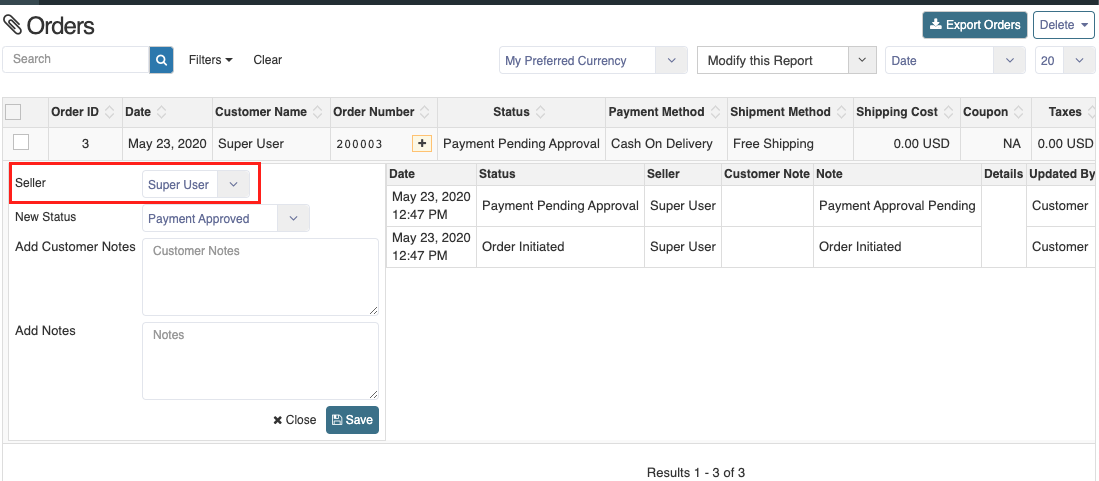 Orders
Export Orders Delete
Search Filters Clear My Preferred Currency Modify this Report Date 20
Order ID Date Customer Name Order Number Status Payment Method Shipment Method Shipping Cost Coupon Taxes
3 May 23, 2020 Super User 200003 + Payment Pending Approval Cash On Delivery Free Shipping 0.00 USD NA 0.00 USD
Seller Super User
New Status Payment Approved
Add Customer Notes Customer Notes
Add Notes Notes
Close Save
Date Status Seller Customer Note Note Details Updated By
May 23, 2020
12:47 PM Payment Pending Approval Super User Payment Approval Pending Customer
May 23, 2020
12:47 PM Order Initiated Super User Order Initiated Customer
Results 1 - 3 of 3